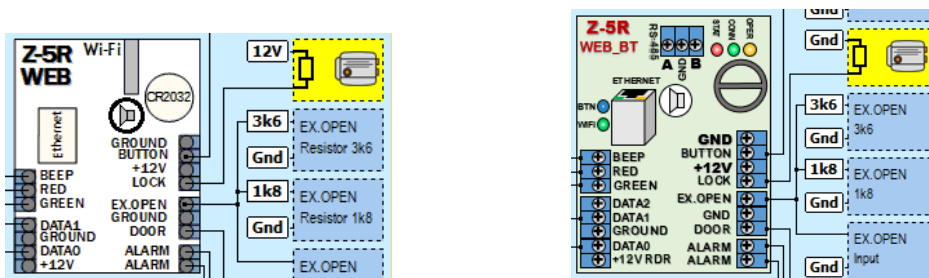 Z-5R
WEB
Wi-Fi
CR2032
Ethernet
GROUND
BUTTON
+12V
LOCK
BEEP
RED
GREEN
EX.OPEN
GROUND
DOOR
DATA1
GROUND
DATA0
+12V
ALARM
ALARM
12V
3k6
Gnd
1k8
Gnd
EX.OPEN
Resistor 3k6
EX.OPEN
Resistor 1k8
EX.OPEN
Z-5R
WEB_BT
RS-485
A
GND
B
STAT
CONN
OPER
ETHERNET
BTN
WIFI
GND
BUTTON
+12V
LOCK
BEEP
RED
GREEN
EX.OPEN
GND
DOOR
DATA2
DATA1
GROUND
DATA0
+12V RDR
ALARM
ALARM
Gnd
Gnd
3k6
Gnd
1k8
Gnd
Gnd
EX.OPEN
3k6
EX.OPEN
1k8
EX.OPEN
Input